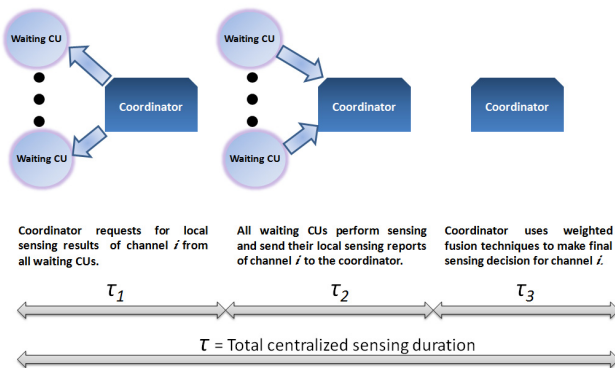 Waiting CU
Waiting CU
Coordinator
Coordinator
Coordinator
Waiting CU
Waiting CU
Coordinator requests for local
sensing results of channel i from
all waiting CUs.
All waiting CUs perform sensing
and send their local sensing reports
of channel i to the coordinator.
Coordinator uses weighted
fusion techniques to make final
sensing decision for channel i.
τ1
τ2
τ3
τ = Total centralized sensing duration